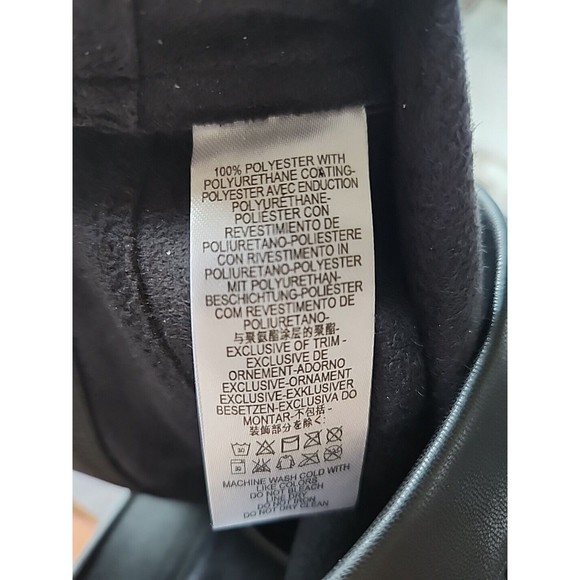 100% POLYESTER WITH
POLYURETHANE COATING-
POLYESTER AVEC ENDUCTION
POLYURETHANE-
POLIESTER CON
REVESTIMIENTO DE
POLIURETANO-POLIESTERE
CON RIVESTIMENTO IN
POLIURETANO-POLYESTER
MIT POLYURETHAN-
BESCHICHTUNG-POLIÉSTER
COM REVESTIMENTO DE
POLIURETANO-
与聚氨酯涂层的聚酯-
EXCLUSIVE OF TRIM -
EXCLUSIVE DE
ORNEMENT-ADORNO
EXCLUSIVE-ORNAMENT
EXCLUSIVE-EXKLUSIVER
BESETZEN-EXCLUSIVA DO
MONTAR-不包括-
装飾部分を除く:
30
30
MACHINE WASH COLD WITH
LIKE COLORS
DO NOT BLEACH
LINE DRY
DO NOT IRON
DO NOT DRY CLEAN